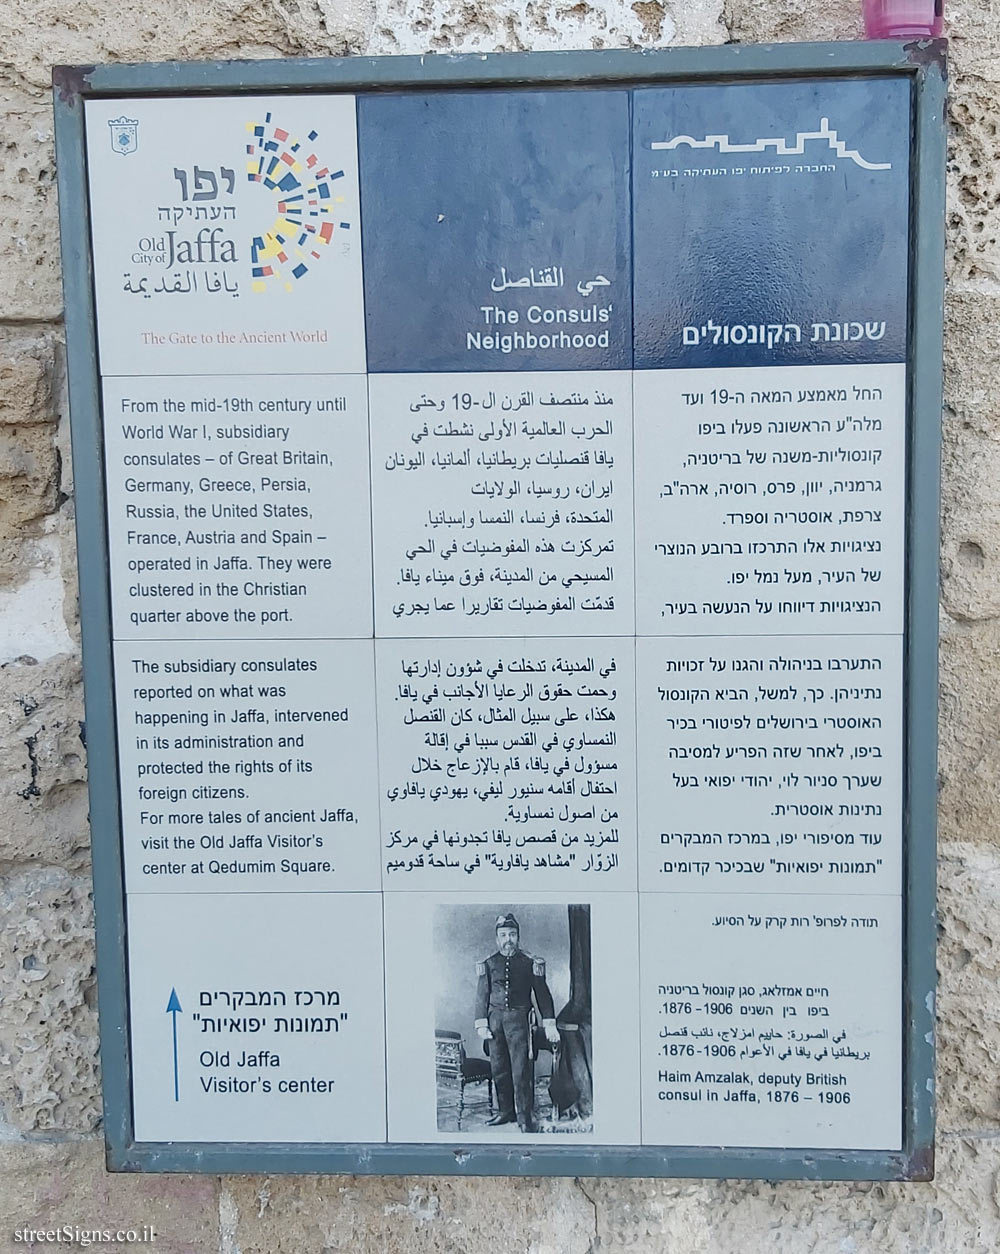 יפו
העתיקה
Old
City of Jaffa
يافا القديمة
The Gate to the Ancient World
حي القناصل
The Consuls'
Neighborhood
החברה לפיתוח יפו העתיקה בע"מ
שכונת הקונסולים
From the mid-19th century until
World War I, subsidiary
consulates – of Great Britain,
Germany, Greece, Persia,
Russia, the United States,
France, Austria and Spain –
operated in Jaffa. They were
clustered in the Christian
quarter above the port.
The subsidiary consulates
reported on what was
happening in Jaffa, intervened
in its administration and
protected the rights of its
foreign citizens.
For more tales of ancient Jaffa,
visit the Old Jaffa Visitor's
center at Qedumim Square.
منذ منتصف القرن ال-19 وحتى
الحرب العالمية الأولى نشطت في
يافا قنصليات بريطانيا، ألمانيا، اليونان
ايران، روسيا، الولايات
المتحدة، فرنسا، النمسا وإسبانيا.
تمركزت هذه المفوضيات في الحي
المسيحي من المدينة، فوق ميناء يافا.
قدمّت المفوضيات تقاريرا عما يجري
في المدينة، تدخلت في شؤون إدارتها
وحمت حقوق الرعايا الأجانب في يافا.
هكذا، على سبيل المثال، كان القنصل
النمساوي في القدس سببا في إقالة
مسؤول في يافا، قام بالإزعاج خلال
احتفال أقامه سنيور ليفي، يهودي يافاوي
من اصول نمساوية.
للمزيد من قصص يافا تجدونها في مركز
الزوّار "مشاهد يافاوية" في ساحة قدوميم
החל מאמצע המאה ה-19 ועד
מלה"ע הראשונה פעלו ביפו
קונסוליות-משנה של בריטניה,
גרמניה, יוון, פרס, רוסיה, ארה"ב,
צרפת, אוסטריה וספרד.
נציגויות אלו התרכזו ברובע הנוצרי
של העיר, מעל נמל יפו.
הנציגויות דיווחו על הנעשה בעיר,
התערבו בניהולה והגנו על זכויות
נתיניהן. כך, למשל, הביא הקונסול
האוסטרי בירושלים לפיטורי בכיר
ביפו, לאחר שזה הפריע למסיבה
שערך סניור לוי, יהודי יפואי בעל
נתינות אוסטרית.
עוד מסיפורי יפו, במרכז המבקרים
"תמונות יפואיות" שבכיכר קדומים.
מרכז המבקרים
"תמונות יפואיות"
Old Jaffa
Visitor's center
תודה לפרופ' רות קרק על הסיוע.
חיים אמזלאג, סגן קונסול בריטניה
ביפו בין השנים 1906 - 1876.
في الصورة: حاييم امزلاج، نائب قنصل
بريطانيا في يافا في الأعوام 1906-1876.
Haim Amzalak, deputy British
consul in Jaffa, 1876 – 1906
streetSigns.co.il